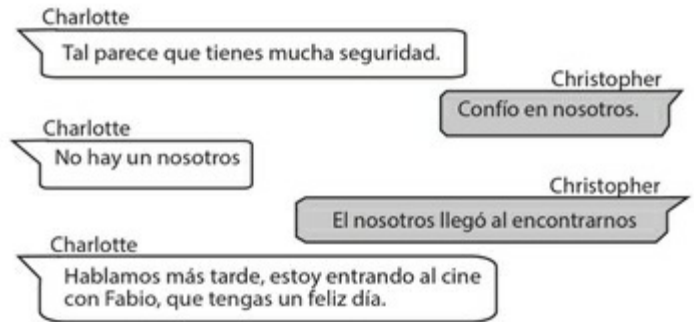 Charlotte
Tal parece que tienes mucha seguridad.
Christopher
Confío en nosotros.
Charlotte
No hay un nosotros
Christopher
El nosotros llegó al encontrarnos
Charlotte
Hablamos más tarde, estoy entrando al cine
con Fabio, que tengas un feliz día.